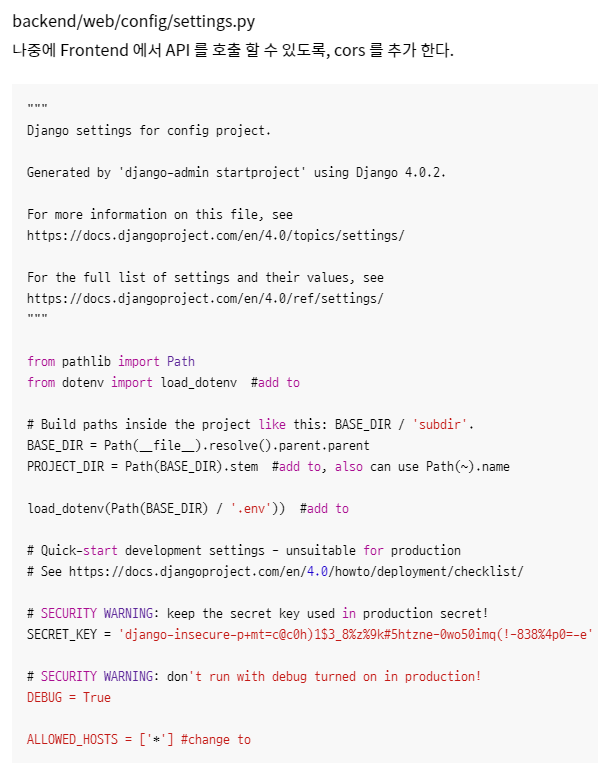 backend/web/config/settings.py
나중에 Frontend 에서 API 를 호출 할 수 있도록, cors 를 추가 한다.
"""
Django settings for config project.
Generated by 'django-admin startproject' using Django 4.0.2.
For more information on this file, see
https://docs.djangoproject.com/en/4.0/topics/settings/
For the full list of settings and their values, see
https://docs.djangoproject.com/en/4.0/ref/settings/
"""
from pathlib import Path
from dotenv import load_dotenv  #add to
# Build paths inside the project like this: BASE_DIR / 'subdir'.
BASE_DIR = Path(__file__).resolve().parent.parent
PROJECT_DIR = Path(BASE_DIR).stem  #add to, also can use Path(~).name
load_dotenv(Path(BASE_DIR) / '.env'))  #add to
# Quick-start development settings - unsuitable for production
# See https://docs.djangoproject.com/en/4.0/howto/deployment/checklist/
# SECURITY WARNING: keep the secret key used in production secret!
SECRET_KEY = 'django-insecure-p+mt=c@c0h)1$3_8%z%9k#5htzne-0wo50imq(!-838%4p0=-e'
# SECURITY WARNING: don't run with debug turned on in production!
DEBUG = True
ALLOWED_HOSTS = ['*'] #change to